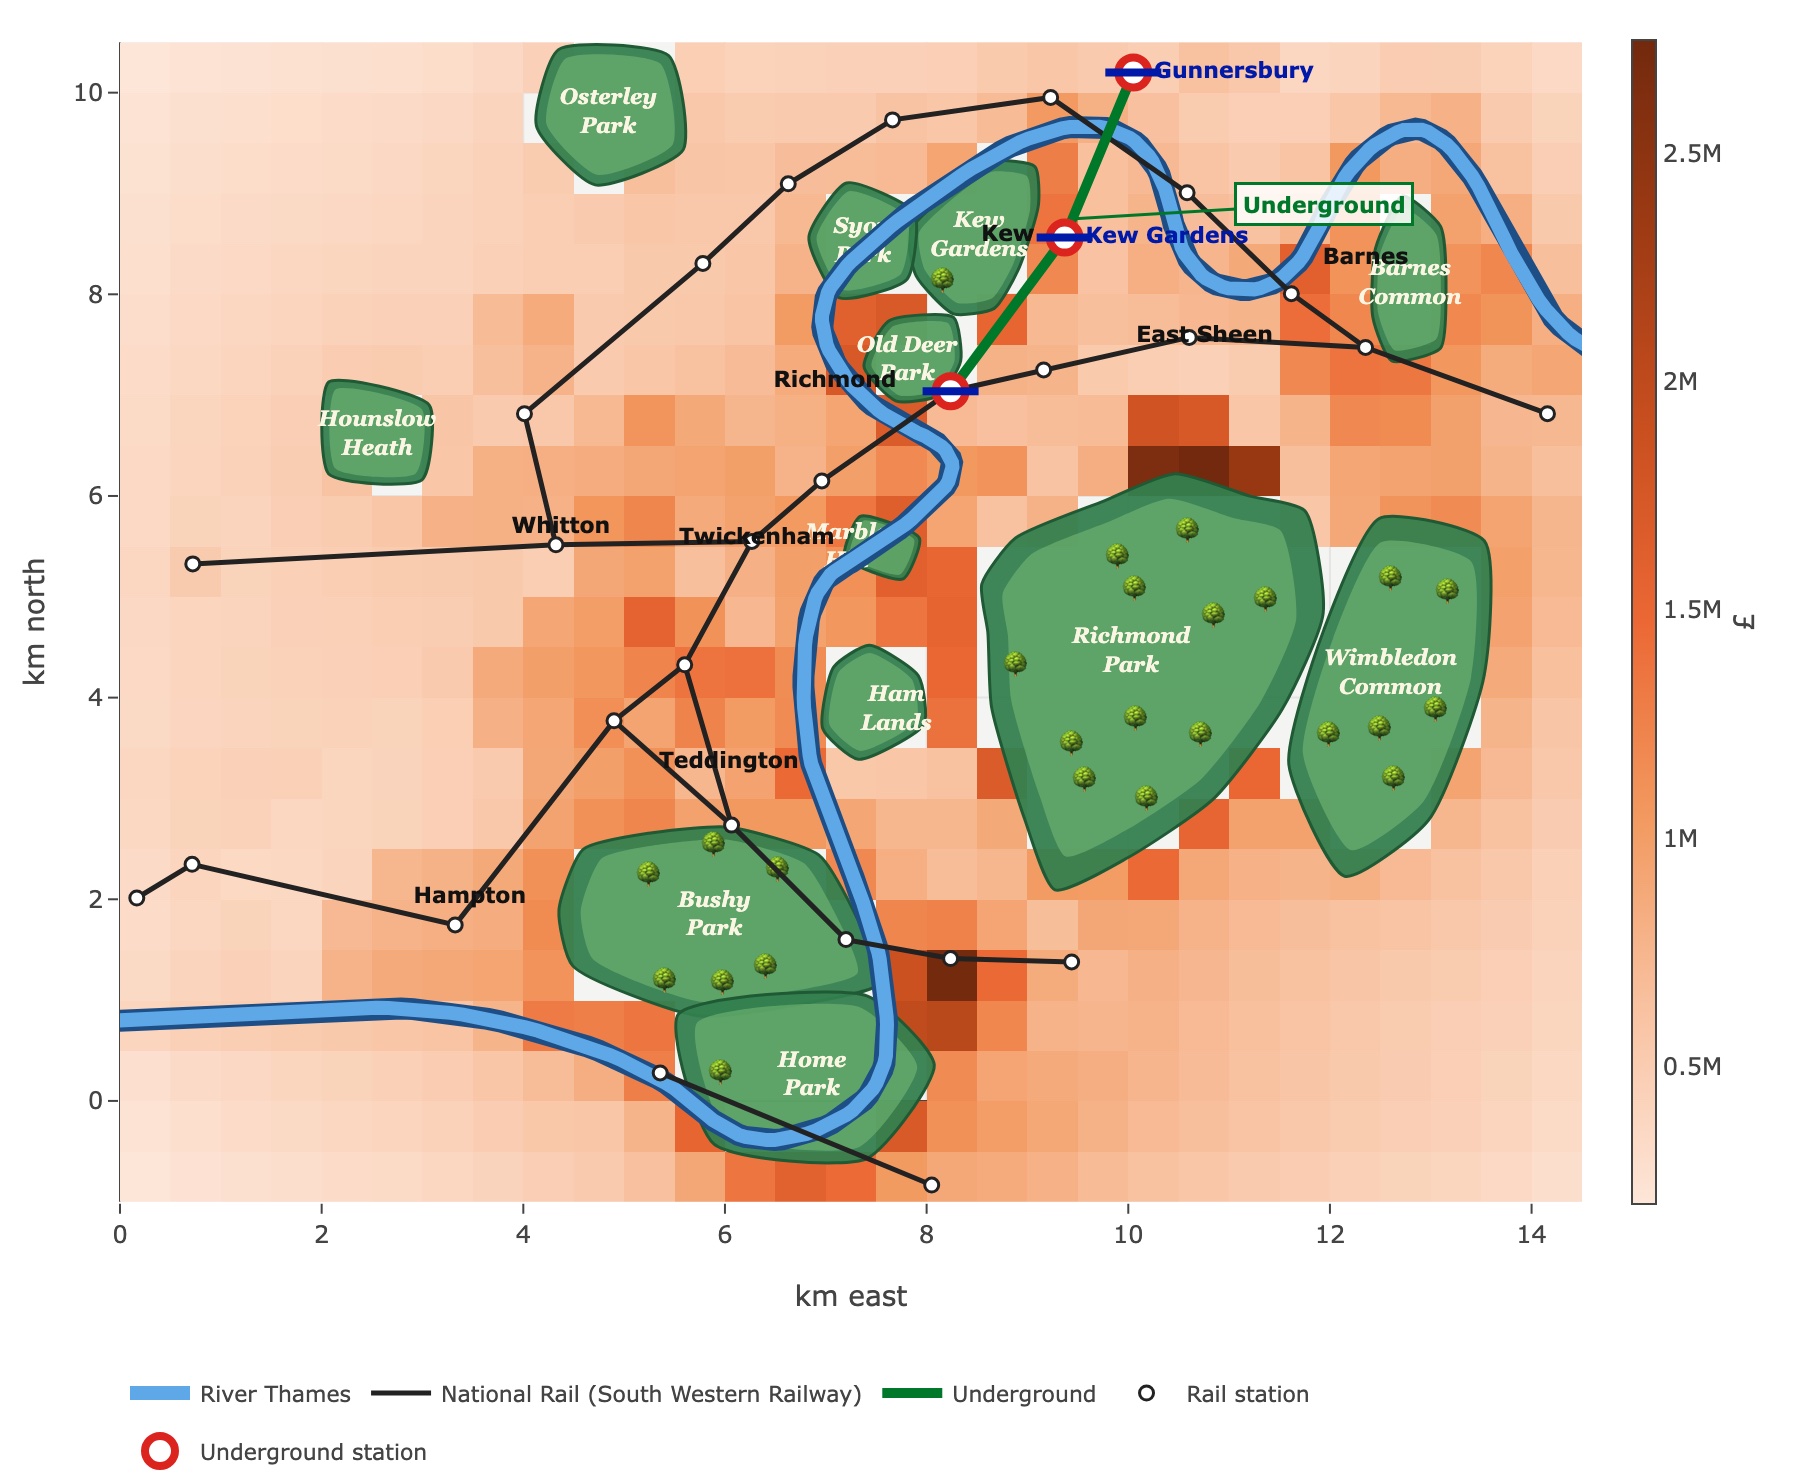 Gunnersbury
Osterley
Park
Underground
Kew
Gardens
Kew
Kew Gardens
Barnes
Barnes
Common
Old Deer
Park
East Sheen
Richmond
Hounslow
Heath
Whitton
Twickenham
Richmond
Park
Wimbledon
Common
Ham
Lands
Teddington
Hampton
Bushy
Park
Home
Park
10
8
6
4
2
0
km north
0
2
4
6
8
10
12
14
km east
2.5M
2M
1.5M
1M
0.5M
£
River Thames
National Rail (South Western Railway)
Underground
Rail station
Underground station